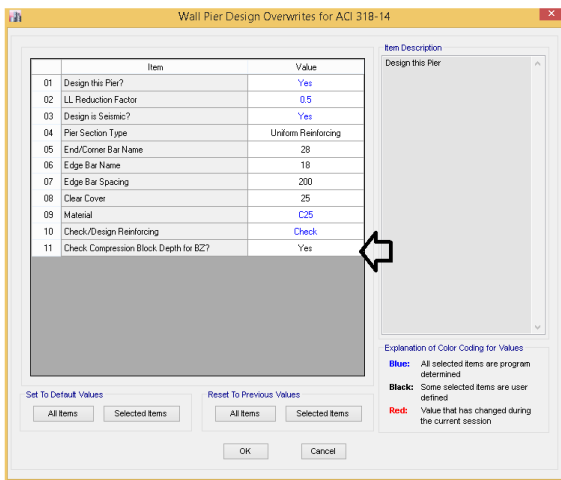 Wall Pier Design Overwrites for ACI 318-14
Item Value
01 Design this Pier? Yes
02 LL Reduction Factor 0.5
03 Design is Seismic? Yes
04 Pier Section Type Uniform Reinforcing
05 End/Corner Bar Name 28
06 Edge Bar Name 18
07 Edge Bar Spacing 200
08 Clear Cover 25
09 Material C25
10 Check/Design Reinforcing Check
11 Check Compression Block Depth for BZ? Yes
Item Description
Design this Pier
Explanation of Color Coding for Values
Blue: All selected items are program
determined
Black: Some selected items are user
defined
Red: Value that has changed during
the current session
Set To Default Values
All Items Selected Items
Reset To Previous Values
All Items Selected Items
OK Cancel